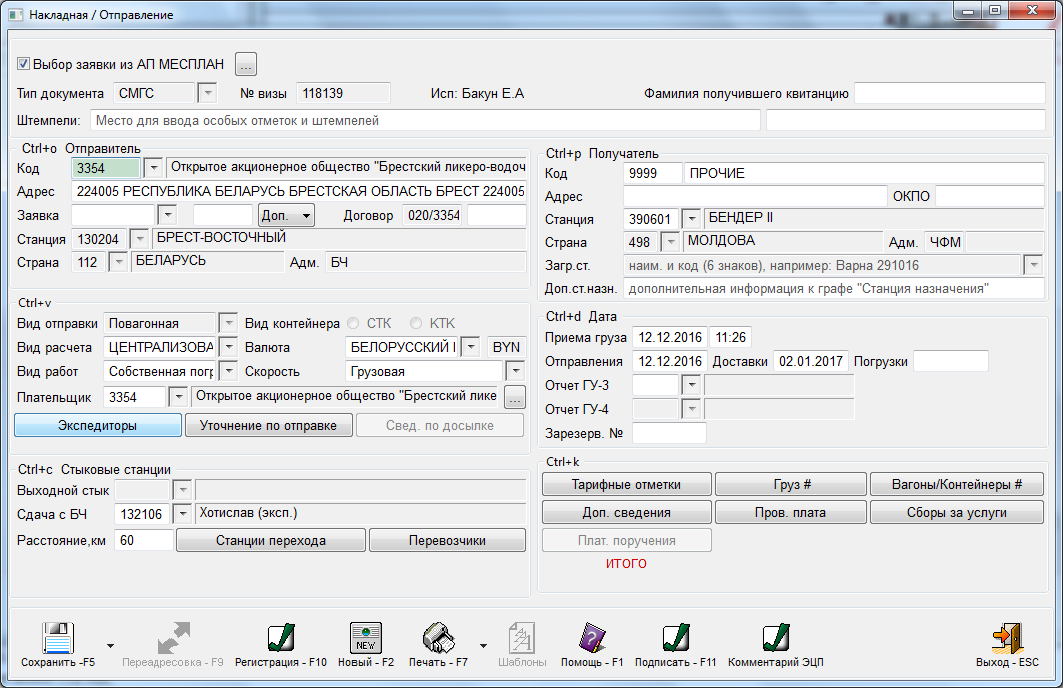 Накладная / Отправление
Выбор заявки из АП МЕСПЛАН ...
Тип документа СМГС № визы 118139 Исп: Бакун Е.А Фамилия получившего квитанцию
Штемпели: Место для ввода особых отметок и штемпелей
Ctrl+o Отправитель
Код 3354 Открытое акционерное общество "Брестский ликеро-водоч
Адрес 224005 РЕСПУБЛИКА БЕЛАРУСЬ БРЕСТСКАЯ ОБЛАСТЬ БРЕСТ 224005
Заявка Доп. Договор 020/3354
Станция 130204 БРЕСТ-ВОСТОЧНЫЙ
Страна 112 БЕЛАРУСЬ Адм. БЧ
Ctrl+p Получатель
Код 9999 ПРОЧИЕ
Адрес ОКПО
Станция 390601 БЕНДЕР II
Страна 498 МОЛДОВА Адм. ЧФМ
Загр.ст. наим. и код (6 знаков), например: Варна 291016
Доп.ст.назн. дополнительная информация к графе "Станция назначения"
Ctrl+v
Вид отправки Повагонная Вид контейнера СТК КТК
Вид расчета ЦЕНТРАЛИЗОВА Валюта БЕЛОРУССКИЙ Г BYN
Вид работ Собственная погр Скорость Грузовая
Плательщик 3354 Открытое акционерное общество "Брестский лике ...
Экспедиторы Уточнение по отправке Свед. по досылке
Ctrl+d Дата
Приема груза 12.12.2016 11:26
Отправления 12.12.2016 Доставки 02.01.2017 Погрузки
Отчет ГУ-3
Отчет ГУ-4
Зарезерв. №
Ctrl+c Стыковые станции
Выходной стык
Сдача с БЧ 132106 Хотислав (эксп.)
Расстояние,км 60 Станции перехода Перевозчики
Ctrl+k
Тарифные отметки Груз # Вагоны/Контейнеры #
Доп. сведения Пров. плата Сборы за услуги
Плат. поручения
ИТОГО
NEW
Сохранить -F5 Переадресовка - F9 Регистрация - F10 Новый - F2 Печать - F7 Шаблоны Помощь - F1 Подписать - F11 Комментарий ЭЦП Выход - ESC